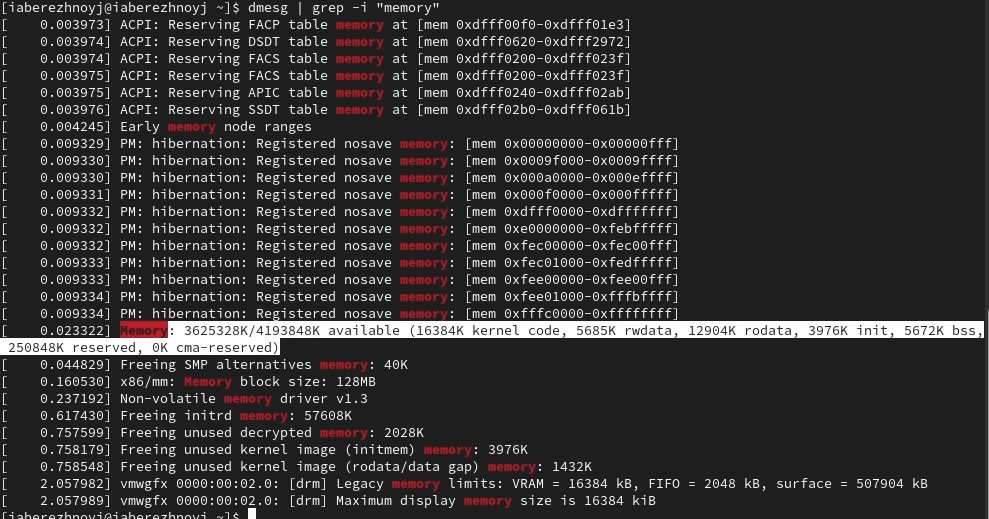 [iaberezhnoyj@iaberezhnoyj ~]$ dmesg | grep -i "memory"
[    0.003973] ACPI: Reserving FACP table memory at [mem 0xdfff00f0-0xdfff01e3]
[    0.003974] ACPI: Reserving DSDT table memory at [mem 0xdfff0620-0xdfff2972]
[    0.003974] ACPI: Reserving FACS table memory at [mem 0xdfff0200-0xdfff023f]
[    0.003975] ACPI: Reserving FACS table memory at [mem 0xdfff0200-0xdfff023f]
[    0.003975] ACPI: Reserving APIC table memory at [mem 0xdfff0240-0xdfff02ab]
[    0.003976] ACPI: Reserving SSDT table memory at [mem 0xdfff02b0-0xdfff061b]
[    0.004245] Early memory node ranges
[    0.009329] PM: hibernation: Registered nosave memory: [mem 0x00000000-0x00000fff]
[    0.009330] PM: hibernation: Registered nosave memory: [mem 0x0009f000-0x0009ffff]
[    0.009330] PM: hibernation: Registered nosave memory: [mem 0x000a0000-0x000effff]
[    0.009331] PM: hibernation: Registered nosave memory: [mem 0x000f0000-0x000fffff]
[    0.009332] PM: hibernation: Registered nosave memory: [mem 0xdfff0000-0xdfffffff]
[    0.009332] PM: hibernation: Registered nosave memory: [mem 0xe0000000-0xfebfffff]
[    0.009332] PM: hibernation: Registered nosave memory: [mem 0xfec00000-0xfec00fff]
[    0.009333] PM: hibernation: Registered nosave memory: [mem 0xfec01000-0xfedfffff]
[    0.009333] PM: hibernation: Registered nosave memory: [mem 0xfee00000-0xfee00fff]
[    0.009334] PM: hibernation: Registered nosave memory: [mem 0xfee01000-0xfffbffff]
[    0.009334] PM: hibernation: Registered nosave memory: [mem 0xfffc0000-0xffffffff]
[    0.023322] Memory: 3625328K/4193848K available (16384K kernel code, 5685K rwdata, 12904K rodata, 3976K init, 5672K bss,
250848K reserved, 0K cma-reserved)
[    0.044829] Freeing SMP alternatives memory: 40K
[    0.160530] x86/mm: Memory block size: 128MB
[    0.237192] Non-volatile memory driver v1.3
[    0.617430] Freeing initrd memory: 57608K
[    0.757599] Freeing unused decrypted memory: 2028K
[    0.758179] Freeing unused kernel image (initmem) memory: 3976K
[    0.758548] Freeing unused kernel image (rodata/data gap) memory: 1432K
[    2.057982] vmwgfx 0000:00:02.0: [drm] Legacy memory limits: VRAM = 16384 kB, FIFO = 2048 kB, surface = 507904 kB
[    2.057989] vmwgfx 0000:00:02.0: [drm] Maximum display memory size is 16384 kiB
[iaberezhnoyj@iaberezhnoyj ~]$